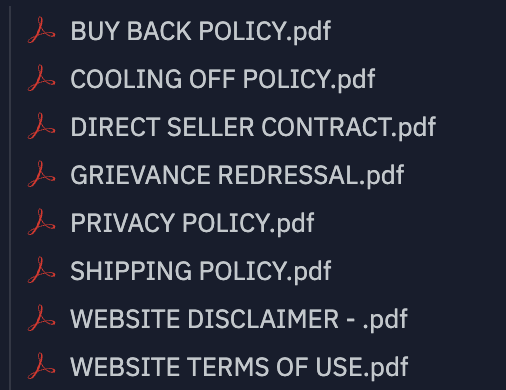 BUY BACK POLICY.pdf
COOLING OFF POLICY.pdf
DIRECT SELLER CONTRACT.pdf
GRIEVANCE REDRESSAL.pdf
PRIVACY POLICY.pdf
SHIPPING POLICY.pdf
WEBSITE DISCLAIMER - .pdf
WEBSITE TERMS OF USE.pdf